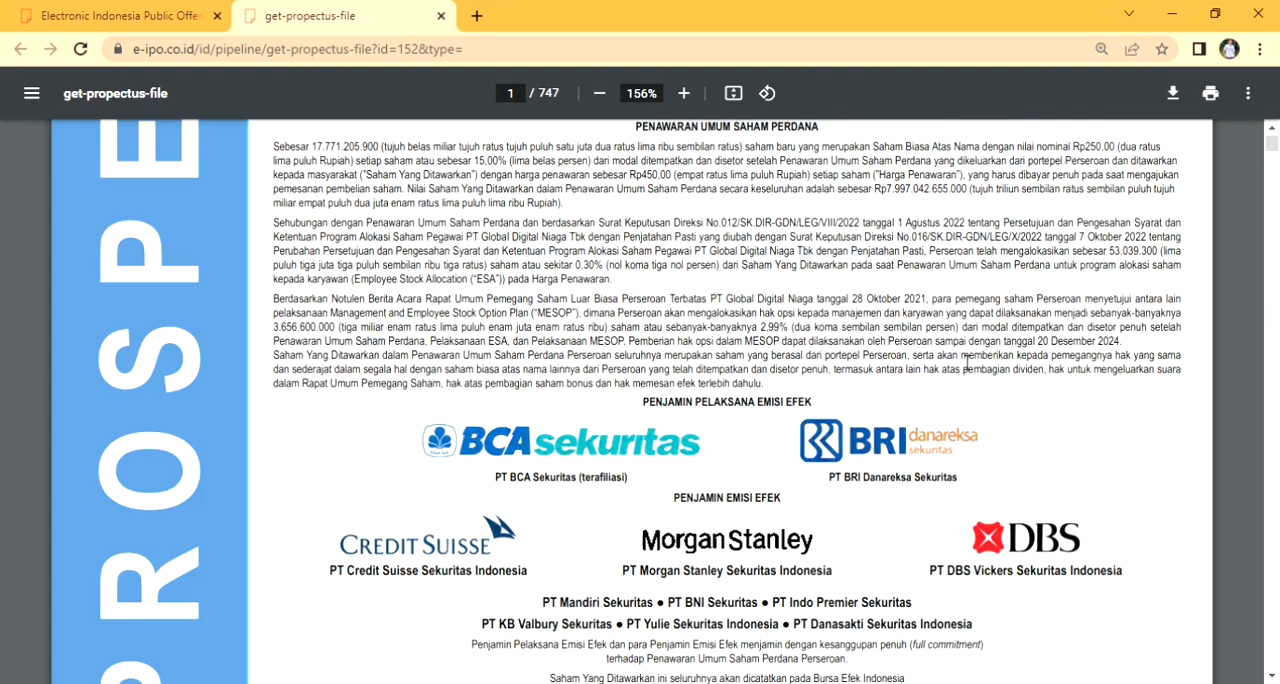 Electronic Indonesia Public Offe
get-propectus-file
e-ipo.co.id/id/pipeline/get-propectus-file?id=152&type=
get-propectus-file
1 / 747
156%
PENAWARAN UMUM SAHAM PERDANA
Sebesar 17.771.205.900 (tujuh belas miliar tujuh ratus tujuh puluh satu juta dua ratus lima ribu sembilan ratus) saham baru yang merupakan Saham Biasa Atas Nama dengan nilai nominal Rp250,00 (dua ratus
lima puluh Rupiah) setiap saham atau sebesar 15,00% (lima belas persen) dari modal ditempatkan dan disetor setelah Penawaran Umum Saham Perdana yang dikeluarkan dari portepel Perseroan dan ditawarkan
kepada masyarakat ("Saham Yang Ditawarkan") dengan harga penawaran sebesar Rp450,00 (empat ratus lima puluh Rupiah) setiap saham ("Harga Penawaran"), yang harus dibayar penuh pada saat mengajukan
pemesanan pembelian saham. Nilai Saham Yang Ditawarkan dalam Penawaran Umum Saham Perdana secara keseluruhan adalah sebesar Rp7.997.042.655.000 (tujuh triliun sembilan ratus sembilan puluh tujuh
miliar empat puluh dua juta enam ratus lima puluh lima ribu Rupiah).
Sehubungan dengan Penawaran Umum Saham Perdana dan berdasarkan Surat Keputusan Direksi No.012/SK.DIR-GDN/LEG/VIII/2022 tanggal 1 Agustus 2022 tentang Persetujuan dan Pengesahan Syarat dan
Ketentuan Program Alokasi Saham Pegawai PT Global Digital Niaga Tbk dengan Penjatahan Pasti yang diubah dengan Surat Keputusan Direksi No.016/SK.DIR-GDN/LEG/X/2022 tanggal 7 Oktober 2022 tentang
Perubahan Persetujuan dan Pengesahan Syarat dan Ketentuan Program Alokasi Saham Pegawai PT Global Digital Niaga Tbk dengan Penjatahan Pasti, Perseroan telah mengalokasikan sebesar 53.039.300 (lima
puluh tiga juta tiga puluh sembilan ribu tiga ratus) saham atau sekitar 0,30% (nol koma tiga nol persen) dari Saham Yang Ditawarkan pada saat Penawaran Umum Saham Perdana untuk program alokasi saham
kepada karyawan (Employee Stock Allocation ("ESA")) pada Harga Penawaran.
Berdasarkan Notulen Berita Acara Rapat Umum Pemegang Saham Luar Biasa Perseroan Terbatas PT Global Digital Niaga tanggal 28 Oktober 2021, para pemegang saham Perseroan menyetujui antara lain
pelaksanaan Management and Employee Stock Option Plan ("MESOP"), dimana Perseroan akan mengalokasikan hak opsi kepada manajemen dan karyawan yang dapat dilaksanakan menjadi sebanyak-banyaknya
3.656.600.000 (tiga miliar enam ratus lima puluh enam juta enam ratus ribu) saham atau sebanyak-banyaknya 2,99% (dua koma sembilan sembilan persen) dari modal ditempatkan dan disetor penuh setelah
Penawaran Umum Saham Perdana, Pelaksanaan ESA, dan Pelaksanaan MESOP. Pemberian hak opsi dalam MESOP dapat dilaksanakan oleh Perseroan sampai dengan tanggal 20 Desember 2024.
Saham Yang Ditawarkan dalam Penawaran Umum Saham Perdana Perseroan seluruhnya merupakan saham yang berasal dari portepel Perseroan, serta akan memberikan kepada pemegangnya hak yang sama
dan sederajat dalam segala hal dengan saham biasa atas nama lainnya dari Perseroan yang telah ditempatkan dan disetor penuh, termasuk antara lain hak atas pembagian dividen, hak untuk mengeluarkan suara
dalam Rapat Umum Pemegang Saham, hak atas pembagian saham bonus dan hak memesan efek terlebih dahulu.
PENJAMIN PELAKSANA EMISI EFEK
BCA sekuritas
BRI danareksa sekuritas
PT BCA Sekuritas (terafiliasi)
PT BRI Danareksa Sekuritas
PENJAMIN EMISI EFEK
CREDIT SUISSE
Morgan Stanley
DBS
PT Credit Suisse Sekuritas Indonesia
PT Morgan Stanley Sekuritas Indonesia
PT DBS Vickers Sekuritas Indonesia
PT Mandiri Sekuritas ● PT BNI Sekuritas ● PT Indo Premier Sekuritas
PT KB Valbury Sekuritas ● PT Yulie Sekuritas Indonesia ● PT Danasakti Sekuritas Indonesia
Penjamin Pelaksana Emisi Efek dan para Penjamin Emisi Efek menjamin dengan kesanggupan penuh (full commitment)
terhadap Penawaran Umum Saham Perdana Perseroan.
Saham Yang Ditawarkan ini seluruhnya akan dicatatkan pada Bursa Efek Indonesia
PROSPE